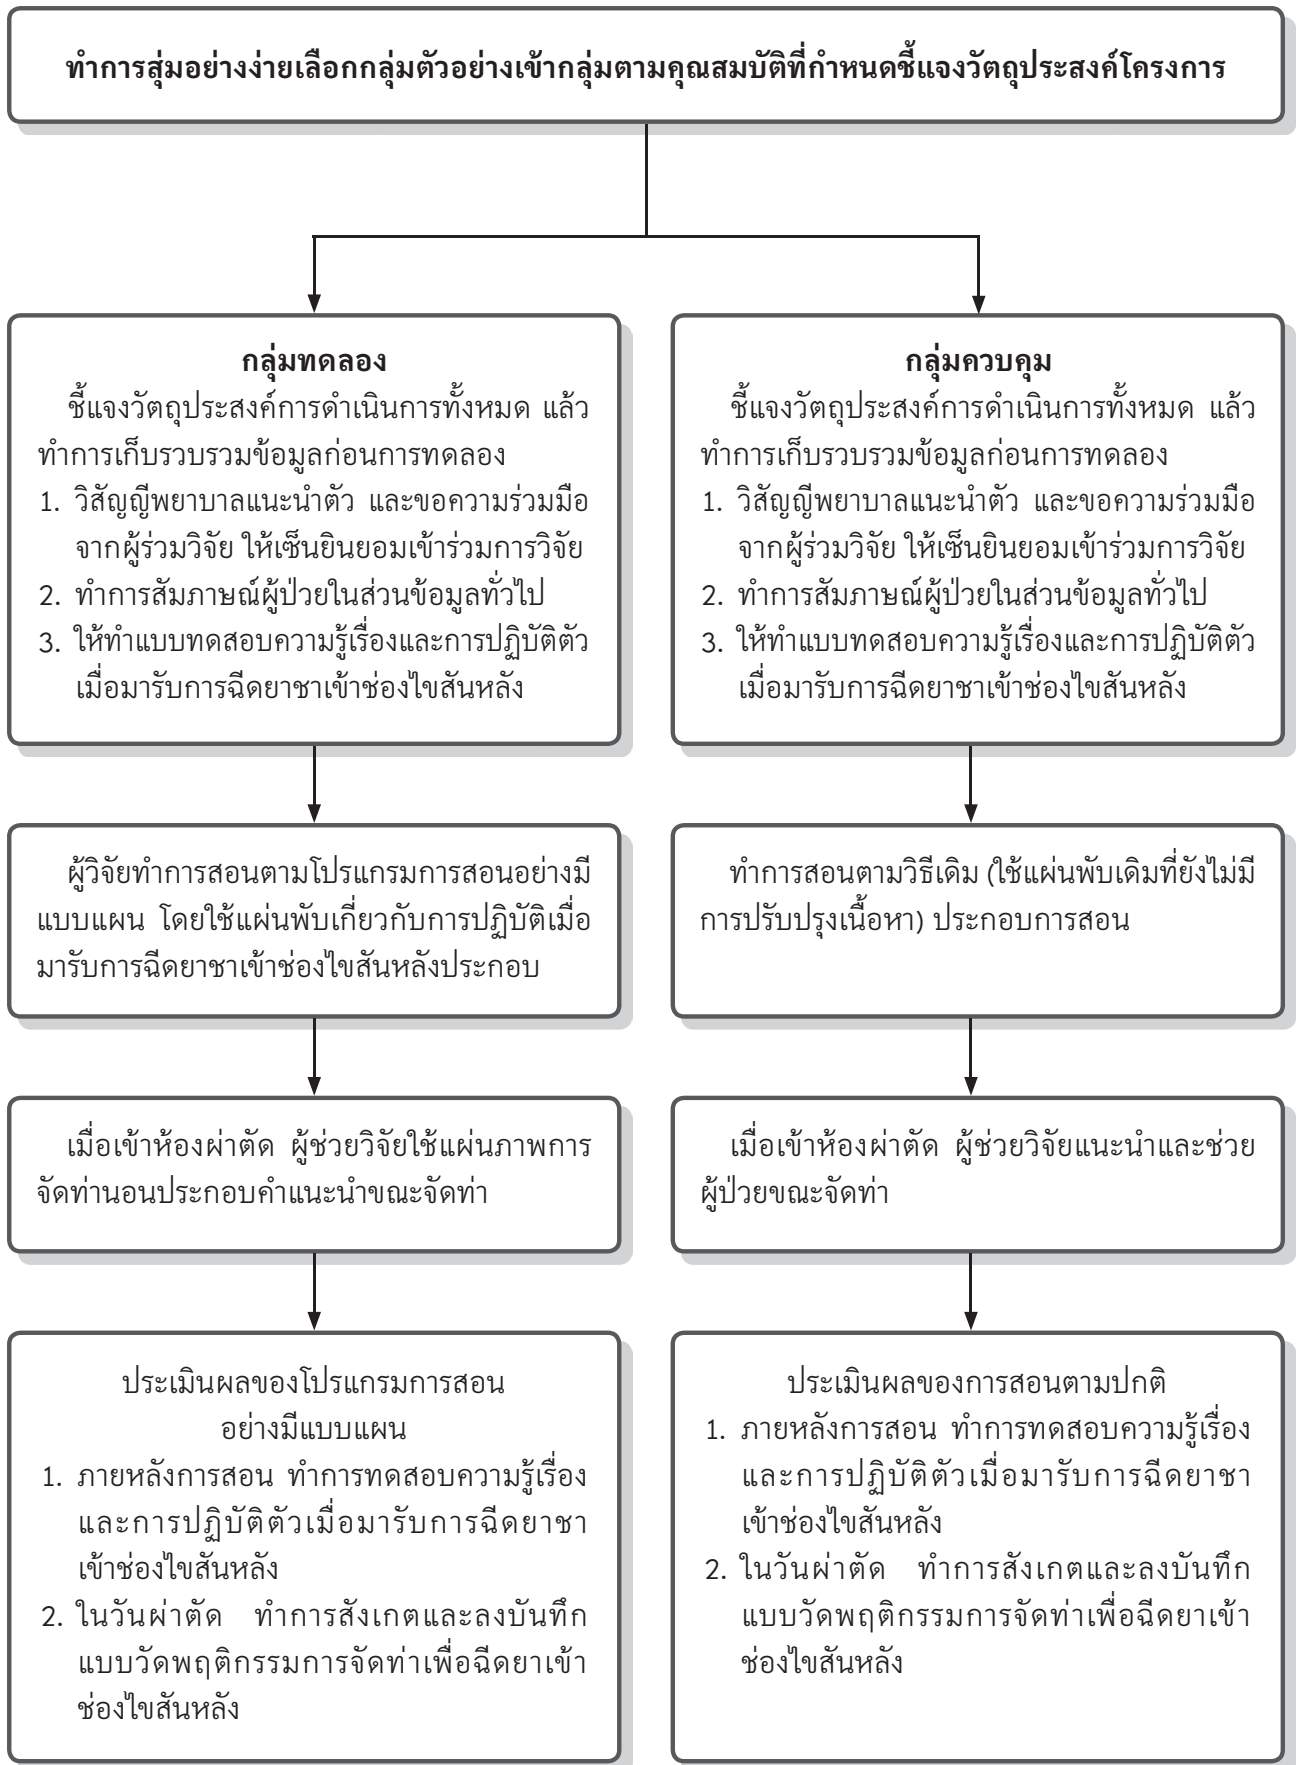 ทำการสุ่มอย่างง่ายเลือกกลุ่มตัวอย่างเข้ากลุ่มตามคุณสมบัติที่กำหนดชี้แจงวัตถุประสงค์โครงการ
กลุ่มทดลอง
ชี้แจงวัตถุประสงค์การดำเนินการทั้งหมด แล้ว
ทำการเก็บรวบรวมข้อมูลก่อนการทดลอง
1. วิสัญญีพยาบาลแนะนำตัว และขอความร่วมมือ
จากผู้ร่วมวิจัย ให้เซ็นยินยอมเข้าร่วมการวิจัย
2. ทำการสัมภาษณ์ผู้ป่วยในส่วนข้อมูลทั่วไป
3. ให้ทำแบบทดสอบความรู้เรื่องและการปฏิบัติตัว
เมื่อมารับการฉีดยาชาเข้าช่องไขสันหลัง
กลุ่มควบคุม
ชี้แจงวัตถุประสงค์การดำเนินการทั้งหมด แล้ว
ทำการเก็บรวบรวมข้อมูลก่อนการทดลอง
1. วิสัญญีพยาบาลแนะนำตัว และขอความร่วมมือ
จากผู้ร่วมวิจัย ให้เซ็นยินยอมเข้าร่วมการวิจัย
2. ทำการสัมภาษณ์ผู้ป่วยในส่วนข้อมูลทั่วไป
3. ให้ทำแบบทดสอบความรู้เรื่องและการปฏิบัติตัว
เมื่อมารับการฉีดยาชาเข้าช่องไขสันหลัง
ผู้วิจัยทำการสอนตามโปรแกรมการสอนอย่างมี
แบบแผน โดยใช้แผ่นพับเกี่ยวกับการปฏิบัติเมื่อ
มารับการฉีดยาชาเข้าช่องไขสันหลังประกอบ
ทำการสอนตามวิธีเดิม (ใช้แผ่นพับเดิมที่ยังไม่มี
การปรับปรุงเนื้อหา) ประกอบการสอน
เมื่อเข้าห้องผ่าตัด ผู้ช่วยวิจัยใช้แผ่นภาพการ
จัดท่านอนประกอบคำแนะนำขณะจัดท่า
เมื่อเข้าห้องผ่าตัด ผู้ช่วยวิจัยแนะนำและช่วย
ผู้ป่วยขณะจัดท่า
ประเมินผลของโปรแกรมการสอน
อย่างมีแบบแผน
1. ภายหลังการสอน ทำการทดสอบความรู้เรื่อง
และการปฏิบัติตัวเมื่อมารับการฉีดยาชา
เข้าช่องไขสันหลัง
2. ในวันผ่าตัด ทำการสังเกตและลงบันทึก
แบบวัดพฤติกรรมการจัดท่าเพื่อฉีดยาเข้า
ช่องไขสันหลัง
ประเมินผลของการสอนตามปกติ
1. ภายหลังการสอน ทำการทดสอบความรู้เรื่อง
และการปฏิบัติตัวเมื่อมารับการฉีดยาชา
เข้าช่องไขสันหลัง
2. ในวันผ่าตัด ทำการสังเกตและลงบันทึก
แบบวัดพฤติกรรมการจัดท่าเพื่อฉีดยาเข้า
ช่องไขสันหลัง